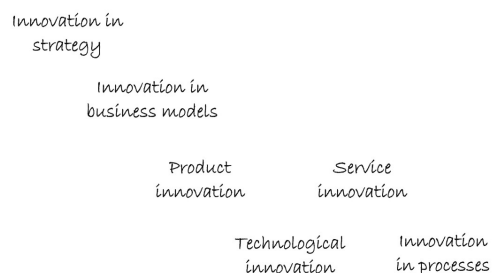 Innovation in
strategy
Innovation in
business models
Product
innovation
Service
innovation
Technological
innovation
Innovation
in processes